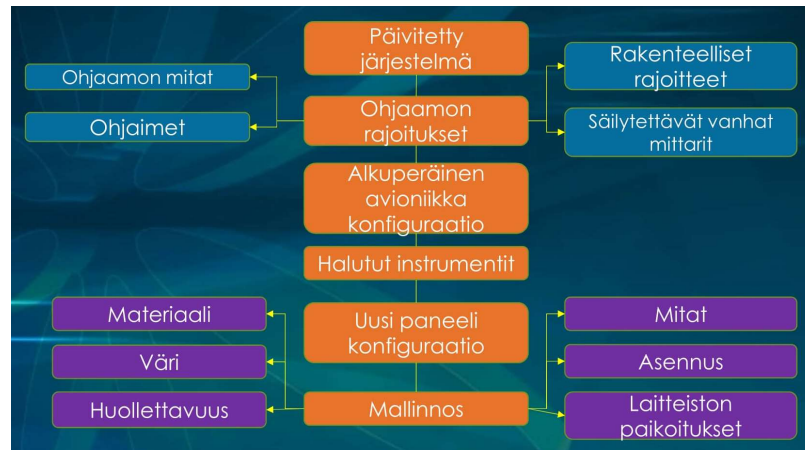 Päivitetty
järjestelmä
Ohjaamon mitat
Ohjaimet
Ohjaamon
rajoitukset
Rakenteelliset
rajoitteet
Säilytettävät vanhat
mittarit
Alkuperäinen
avioniikka
konfiguraatio
Halutut instrumentit
Uusi paneeli
konfiguraatio
Materiaali
Väri
Huollettavuus
Mallinnos
Mitat
Asennus
Laitteiston
paikoitukset